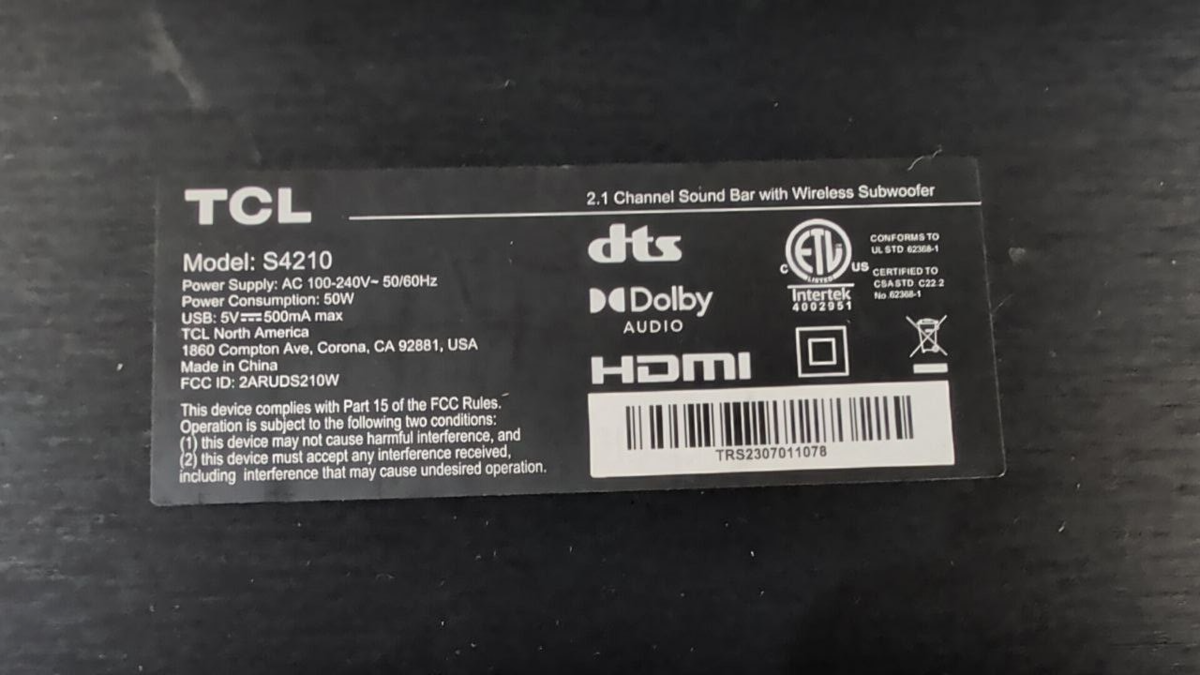 TCL
2.1 Channel Sound Bar with Wireless Subwoofer
Model: S4210
Power Supply: AC 100-240V~ 50/60Hz
Power Consumption: 50W
USB: 5V⎓500mA max
TCL North America
1860 Compton Ave, Corona, CA 92881, USA
Made in China
FCC ID: 2ARUDS210W
This device complies with Part 15 of the FCC Rules.
Operation is subject to the following two conditions:
(1) this device may not cause harmful interference, and
(2) this device must accept any interference received,
including interference that may cause undesired operation.
dts
Dolby
AUDIO
HDMI
C ETL US
LISTED
Intertek
4002951
CONFORMS TO
UL STD 62368-1
CERTIFIED TO
CSA STD C22.2
No.62368-1
TRS2307011078